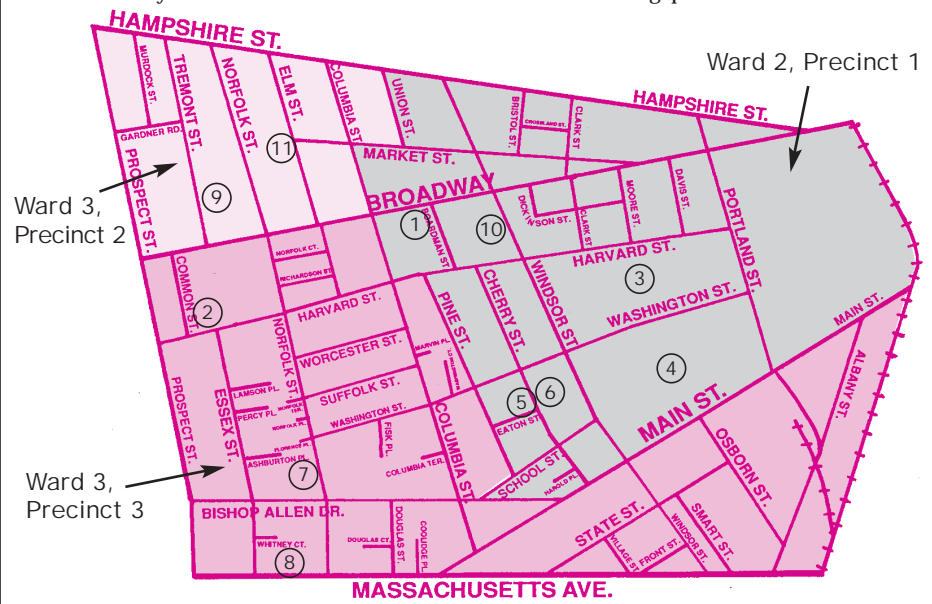 HAMPSHIRE ST.
MURDOCK ST.
TREMONT ST.
NORFOLK ST.
ELM ST.
COLUMBIA ST.
UNION ST.
BRISTOL ST.
CROSSLAND ST.
CLARK ST
HAMPSHIRE ST.
Ward 2, Precinct 1
GARDNER RD.
PROSPECT ST.
11
MARKET ST.
BROADWAY
Ward 3,
Precinct 2
9
1
BOARDMAN ST
10
CLARK ST.
MOORE ST.
DAVIS ST.
PORTLAND ST.
COMMON ST.
NORFOLK CT.
RICHARDSON ST.
2
HARVARD ST.
HARVARD ST.
3
WINDSOR ST.
CHERRY ST.
PINE ST.
WASHINGTON ST.
MAIN ST.
NORFOLK ST.
WORCESTER ST.
MARVIN PL.
PROSPECT ST.
ESSEX ST.
LAMSON PL.
PERCY PL.
SUFFOLK ST.
WASHINGTON ST.
FISK PL.
COLUMBIA ST.
5
6
4
EATON ST.
MAIN ST.
ALBANY ST.
Ward 3,
Precinct 3
ASHBURTON PL.
7
COLUMBIA TER.
SCHOOL ST.
HAROLD PL.
OSBORN ST.
BISHOP ALLEN DR.
WHITNEY CT.
8
DOUGLAS CT.
DOUGLAS ST.
COOLIDGE PL
STATE ST.
VILLAGE ST
FRONT ST.
WINDSOR ST.
SMART ST.
MASSACHUSETTS AVE.